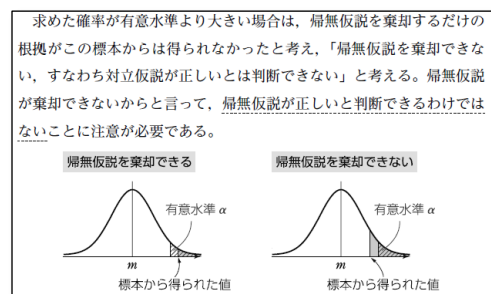 求めた確率が有意水準より大きい場合は，帰無仮説を棄却するだけの
根拠がこの標本からは得られなかったと考え，「帰無仮説を棄却できな
い，すなわち対立仮説が正しいとは判断できない」と考える。帰無仮説
が棄却できないからと言って，帰無仮説が正しいと判断できるわけでは
ないことに注意が必要である。
帰無仮説を棄却できる
帰無仮説を棄却できない
有意水準 α
有意水準 α
m
m
標本から得られた値
標本から得られた値